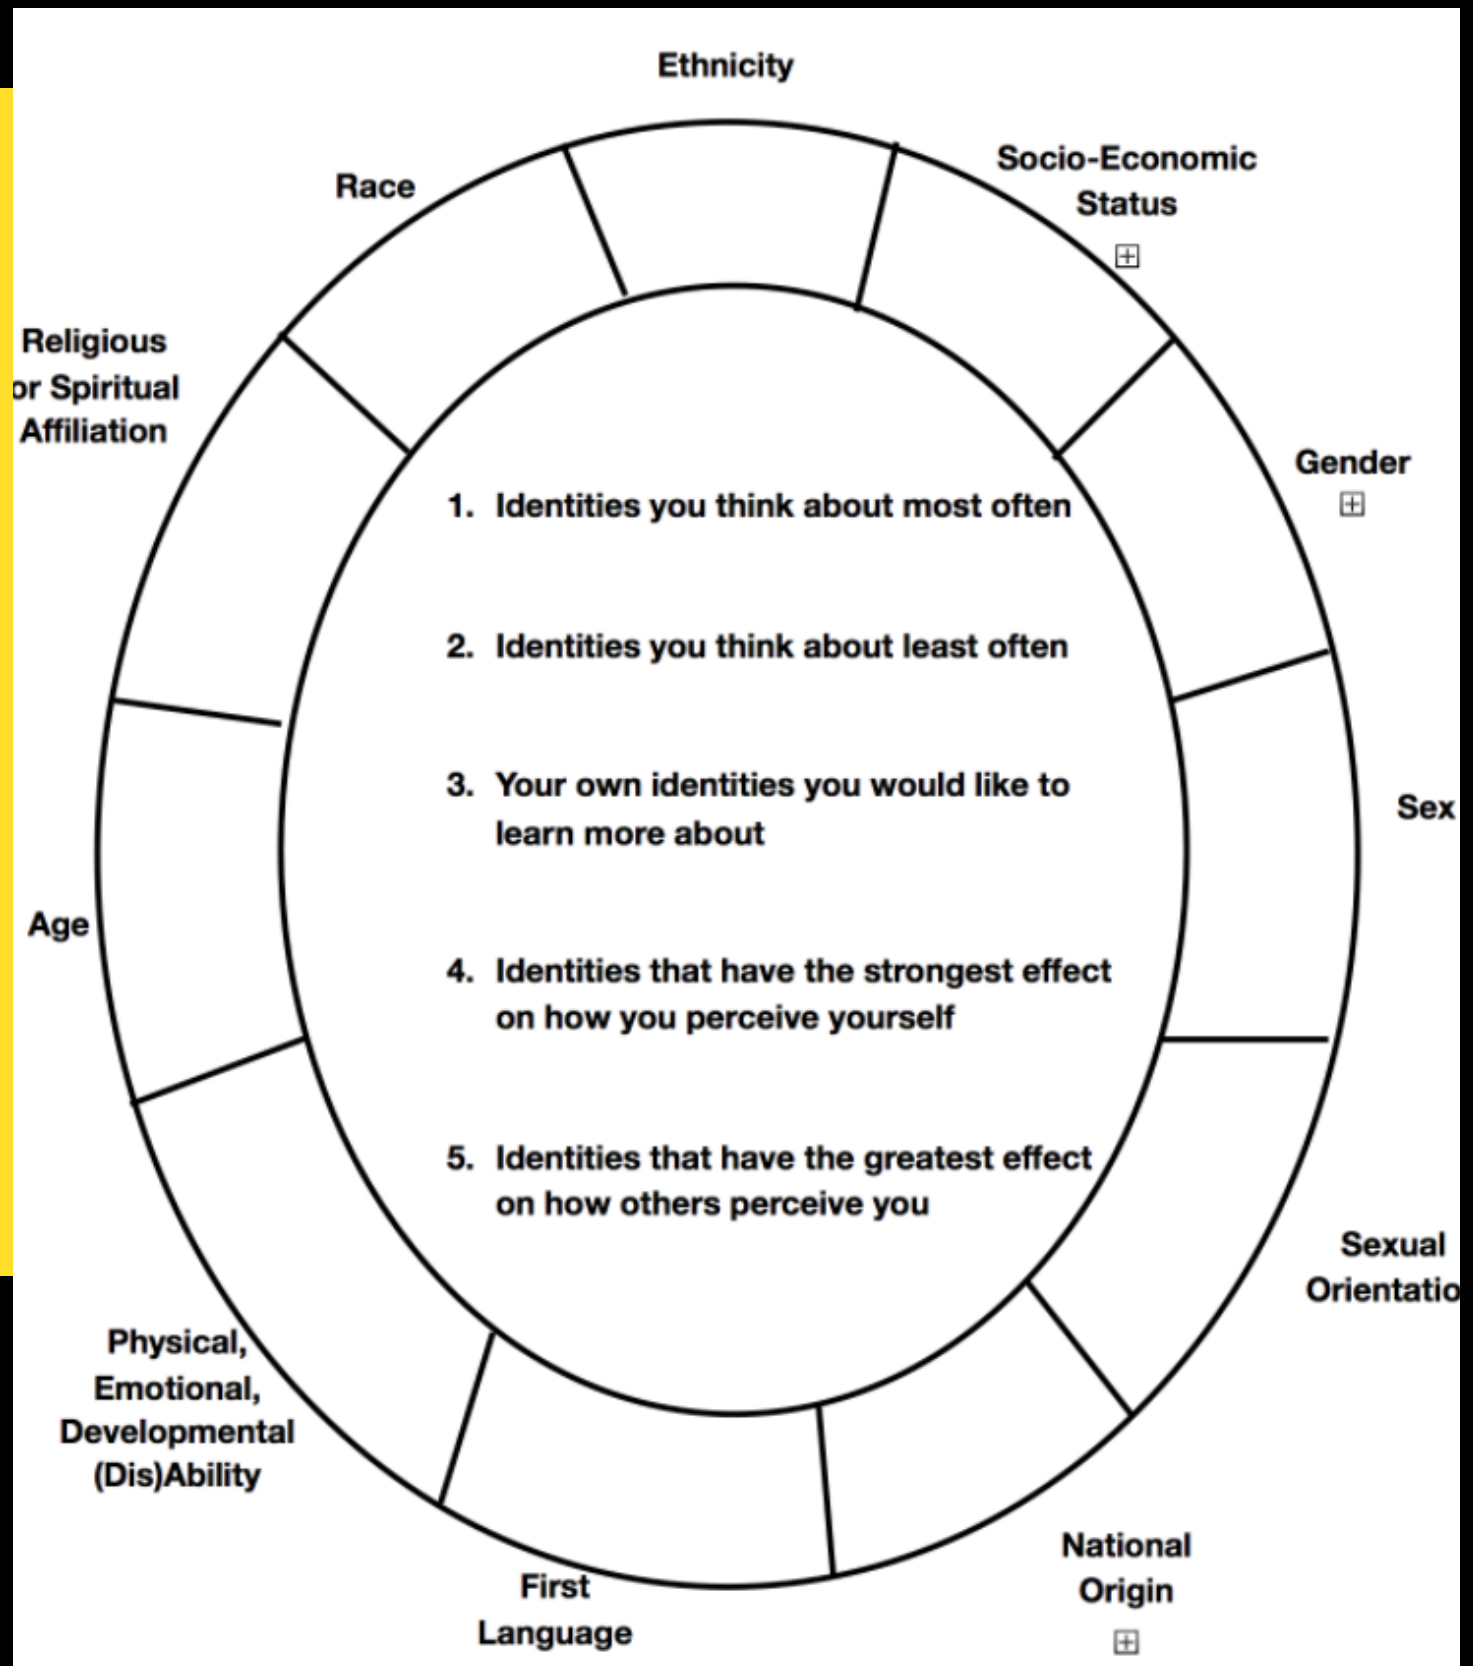 Ethnicity
Socio-Economic
Status
Race
Religious
or Spiritual
Affiliation
Gender
1. Identities you think about most often
2. Identities you think about least often
3. Your own identities you would like to
learn more about
Sex
Age
4. Identities that have the strongest effect
on how you perceive yourself
5. Identities that have the greatest effect
on how others perceive you
Sexual
Orientatio
Physical,
Emotional,
Developmental
(Dis)Ability
National
Origin
First
Language